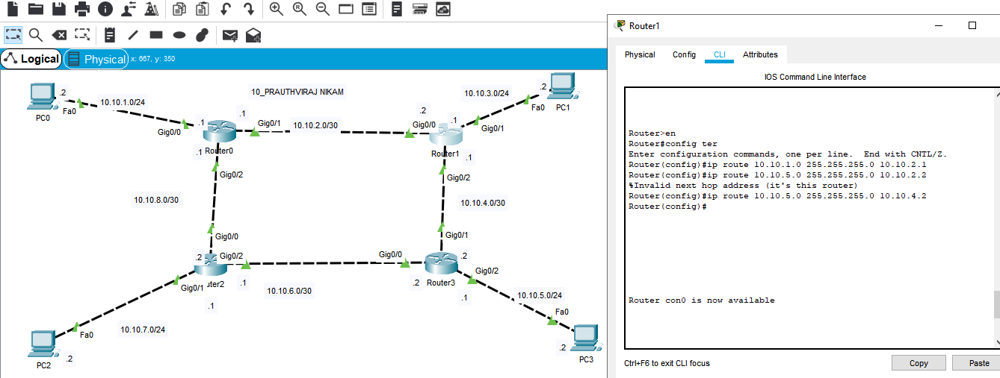 Logical
Physical
x: 667, y: 350
10_PRAUTHVIRAJ NIKAM
.2
10.10.1.0/24
Fa0
PC0
.1
Gig0/0
.1
Gig0/1
10.10.2.0/30
Router0
.1
Gig0/2
.2
Gig0/0
.1
10.10.3.0/24
.2
Fa0
PC1
Gig0/1
Router1
.1
Gig0/2
10.10.8.0/30
10.10.4.0/30
Gig0/0
.2
Gig0/2
uter2
Gig0/1
.1
.1
10.10.6.0/30
Gig0/1
Gig0/0
.2
.2
Router3
Gig0/2
.1
10.10.5.0/24
Fa0
.2
PC3
10.10.7.0/24
Fa0
.2
PC2
Router1
Physical
Config
CLI
Attributes
IOS Command Line Interface
Router>en
Router#config ter
Enter configuration commands, one per line.  End with CNTL/Z.
Router(config)#ip route 10.10.1.0 255.255.255.0 10.10.2.1
Router(config)#ip route 10.10.5.0 255.255.255.0 10.10.2.2
%Invalid next hop address (it's this router)
Router(config)#ip route 10.10.5.0 255.255.255.0 10.10.4.2
Router(config)#
Router con0 is now available
Ctrl+F6 to exit CLI focus
Copy
Paste